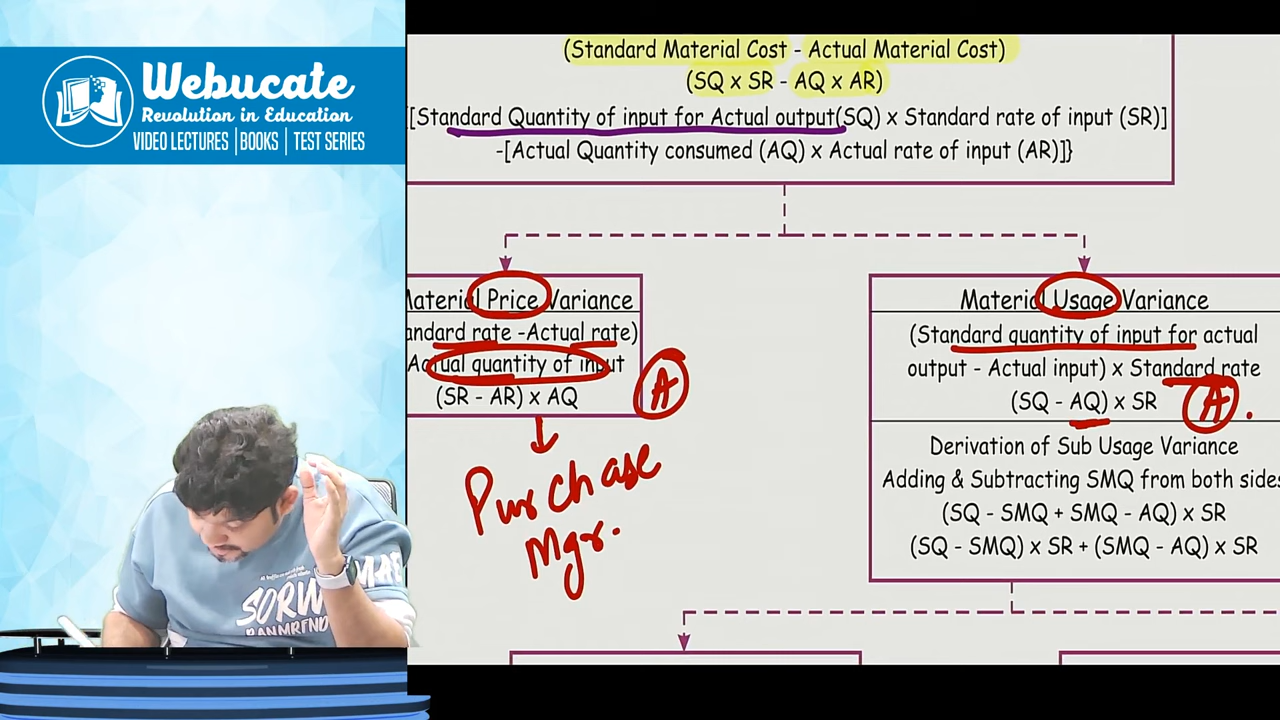 Webucate
Revolution in Education
VIDEO LECTURES | BOOKS | TEST SERIES
(Standard Material Cost - Actual Material Cost)
(SQ x SR - AQ x AR)
[Standard Quantity of input for Actual output(SQ) x Standard rate of input (SR)]
-[Actual Quantity consumed (AQ) x Actual rate of input (AR)]}
Material Price Variance
andard rate -Actual rate)
Actual quantity of input
(SR - AR) x AQ
A
Purchase
Mgr.
Material Usage Variance
(Standard quantity of input for actual
output - Actual input) x Standard rate
(SQ - AQ) x SR
A.
Derivation of Sub Usage Variance
Adding & Subtracting SMQ from both sides
(SQ - SMQ + SMQ - AQ) x SR
(SQ - SMQ) x SR + (SMQ - AQ) x SR